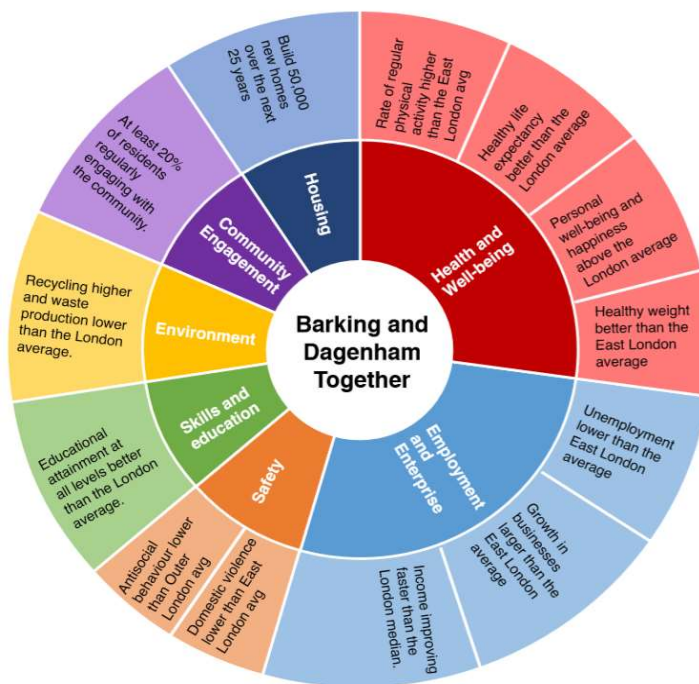 Barking and
Dagenham
Together
Health and
Well-being
Rate of regular
physical
activity higher
than the East
London avg
Healthy life
expectancy
better than the
London average
Personal
well-being and
happiness
above the
London average
Healthy weight
better than the
East London
average
Employment
and
Enterprise
Unemployment
lower than the
East London
average
Growth in
businesses
larger than the
East London
average
Income improving
faster than the
London median.
Safety
Domestic violence
lower than East
London avg
Antisocial
behaviour lower
than Outer
London avg
Skills and
education
Educational
attainment at
all levels better
than the London
average.
Environment
Recycling higher
and waste
production lower
than the London
average.
Community
Engagement
At least 20%
of residents
regularly
engaging with
the community.
Housing
Build 50,000
new homes
over the next
25 years